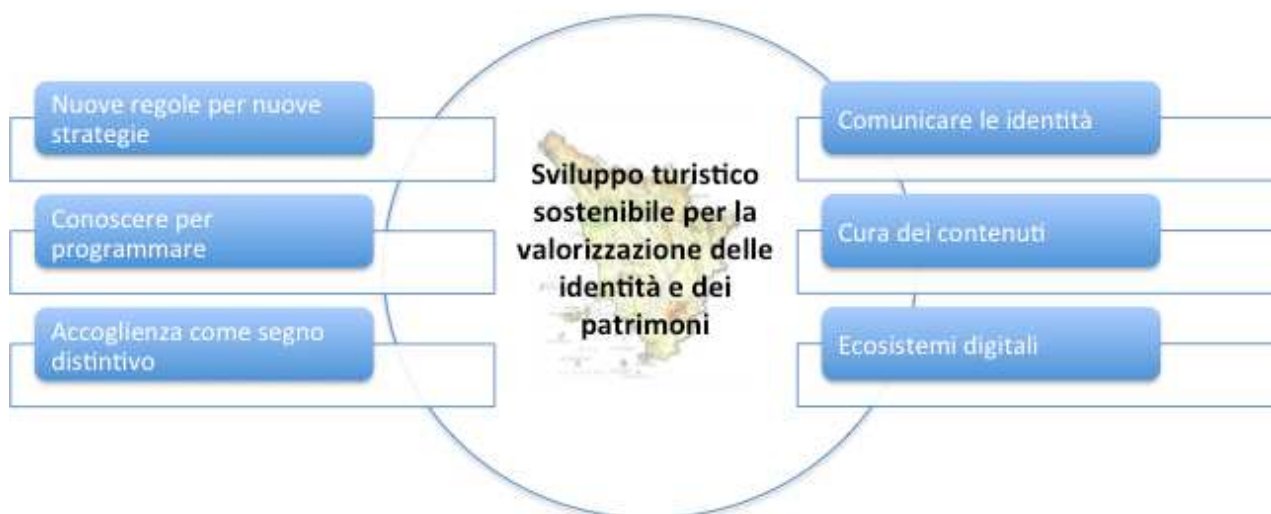 Nuove regole per nuove
strategie
Conoscere per
programmare
Accoglienza come segno
distintivo
Sviluppo turistico
sostenibile per la
valorizzazione delle
identità e dei
patrimoni
Comunicare le identità
Cura dei contenuti
Ecosistemi digitali